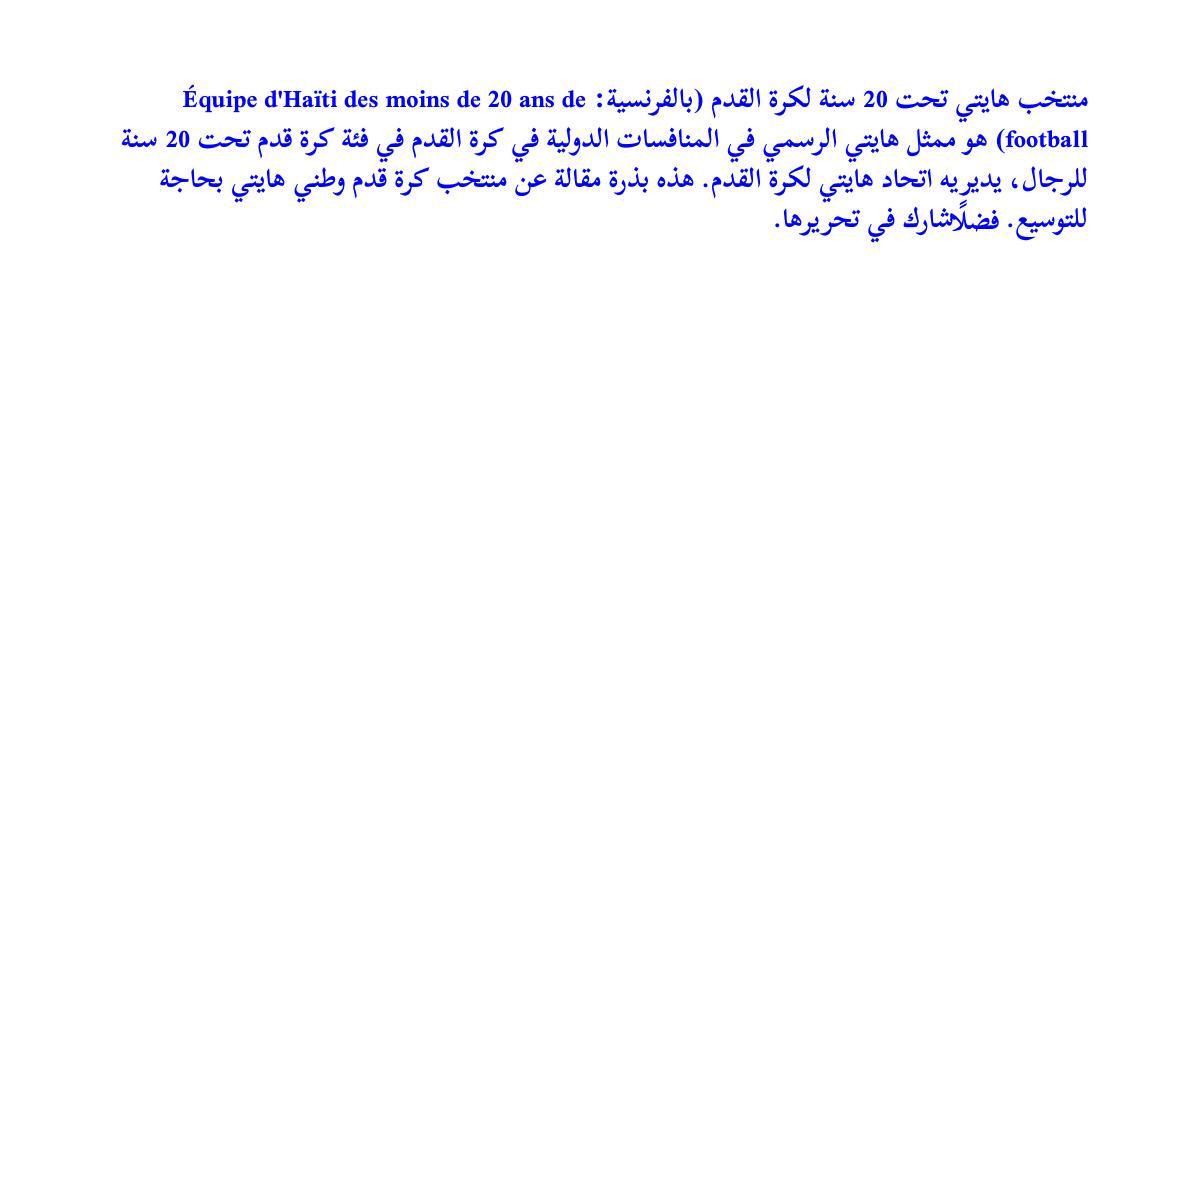 منتخب هايتي تحت 20 سنة لكرة القدم (بالفرنسية: Équipe d'Haïti des moins de 20 ans de
football) هو ممثل هايتي الرسمي في المنافسات الدولية في كرة القدم في فئة كرة قدم تحت 20 سنة
للرجال، يديريه اتحاد هايتي لكرة القدم. هذه بذرة مقالة عن منتخب كرة قدم وطني هايتي بحاجة
للتوسيع. فضلًاشارك في تحريرها.